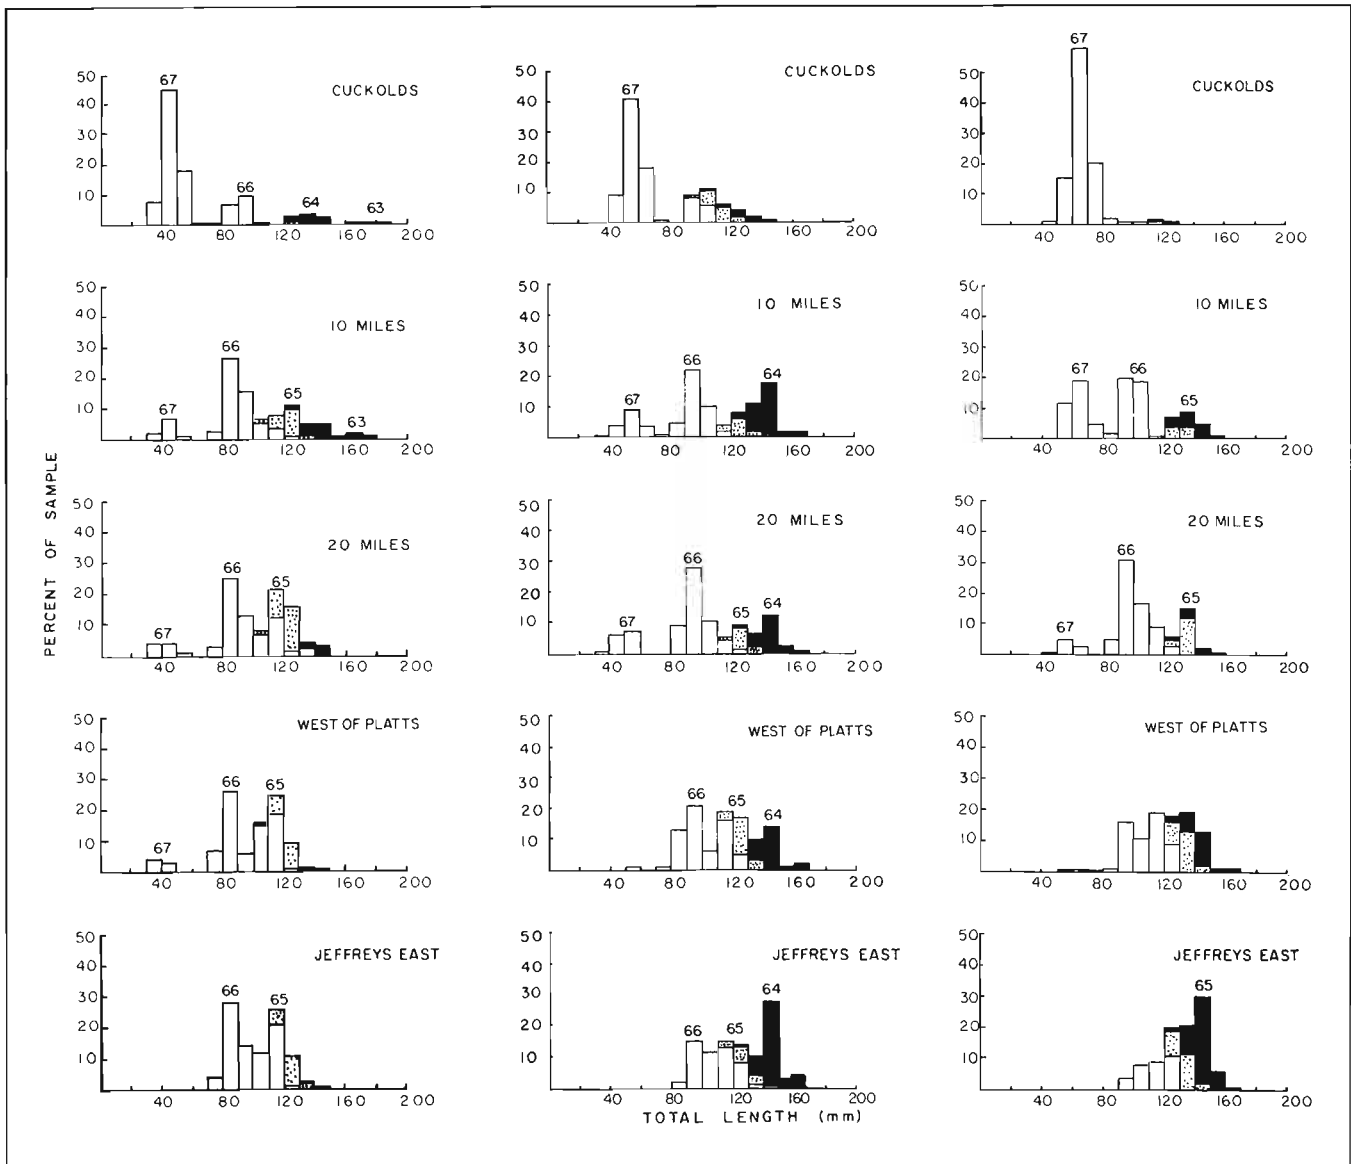 50 67 CUCKOLDS 50 67 CUCKOLDS 67 50 CUCKOLDS
40 40 40
30 30 30
20 66 20 20
10 64 63 10 10
40 80 120 160 200 40 80 120 160 200 40 80 120 160 200
50 10 MILES 50 10 MILES 50 10 MILES
40 40 40
30 66 30 66 30
20 65 20 64 20 67 66
10 67 63 10 67 10 65
40 80 120 160 200 40 80 120 160 200 40 80 120 160 200
PERCENT OF SAMPLE
50 20 MILES 50 20 MILES 50 20 MILES
40 40 40
30 66 30 66 30 66
20 65 20 20 65
10 67 10 67 65 64 10 67
40 80 120 160 200 40 80 120 160 200 40 80 120 160 200
50 WEST OF PLATTS 50 WEST OF PLATTS 50 WEST OF PLATTS
40 40 40
30 66 65 30 30
20 20 66 65 20
10 67 10 64 10
40 80 120 160 200 40 80 120 160 200 40 80 120 160 200
50 JEFFREYS EAST 50 JEFFREYS EAST 50 JEFFREYS EAST
40 40 40
30 66 65 30 64 30 65
20 20 66 65 20
10 10 10
40 80 120 160 200 40 80 120 160 200 40 80 120 160 200
TOTAL LENGTH (mm)